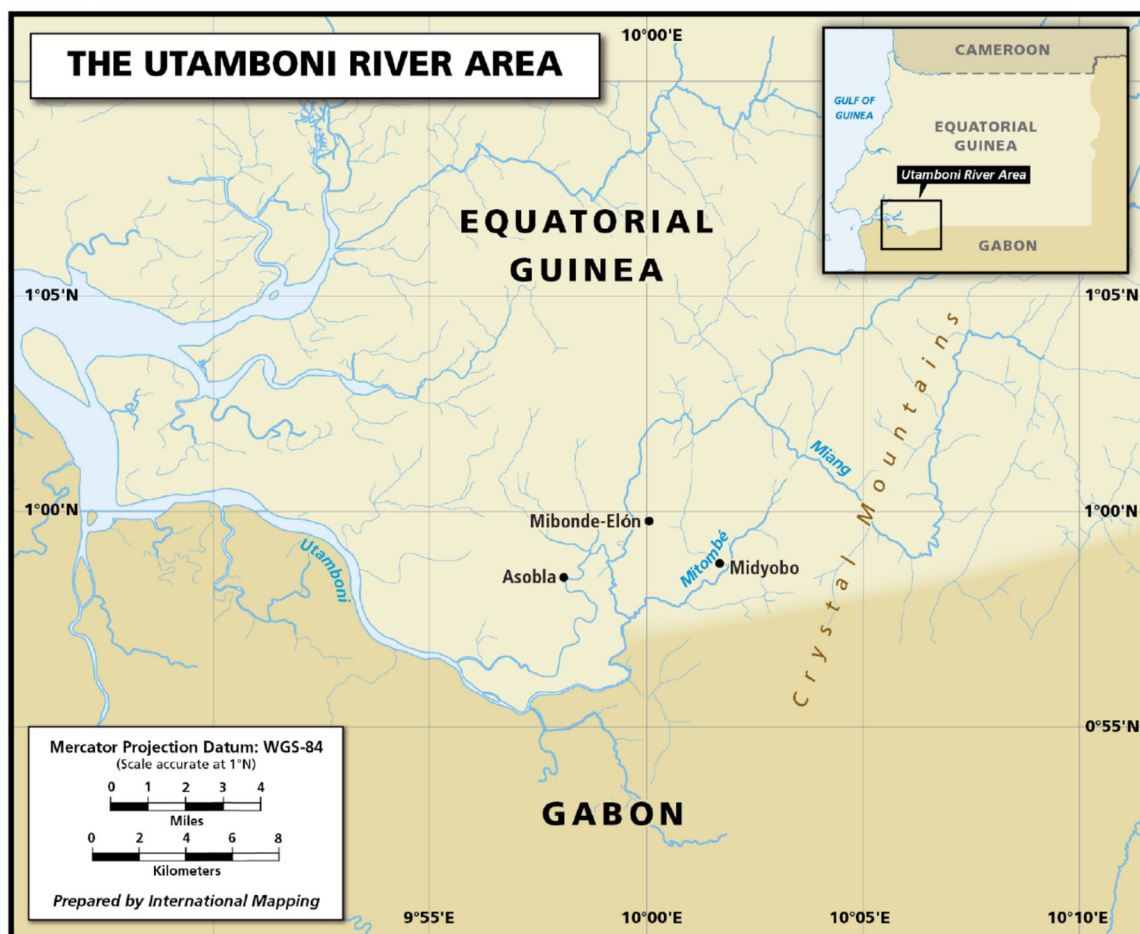 THE UTAMBONI RIVER AREA
10°00'E
CAMEROON
GULF OF
GUINEA
EQUATORIAL
GUINEA
Utamboni River Area
GABON
EQUATORIAL
GUINEA
1°05'N
1°05'N
Crystal Mountains
Miang
1°00'N
1°00'N
Mibonde-Elón
Utamboni
Mitombé
Asobla
Midyobo
0°55'N
Mercator Projection Datum: WGS-84
(Scale accurate at 1°N)
0 1 2 3 4
Miles
0 2 4 6 8
Kilometers
Prepared by International Mapping
GABON
9°55'E
10°00'E
10°05'E
10°10'E